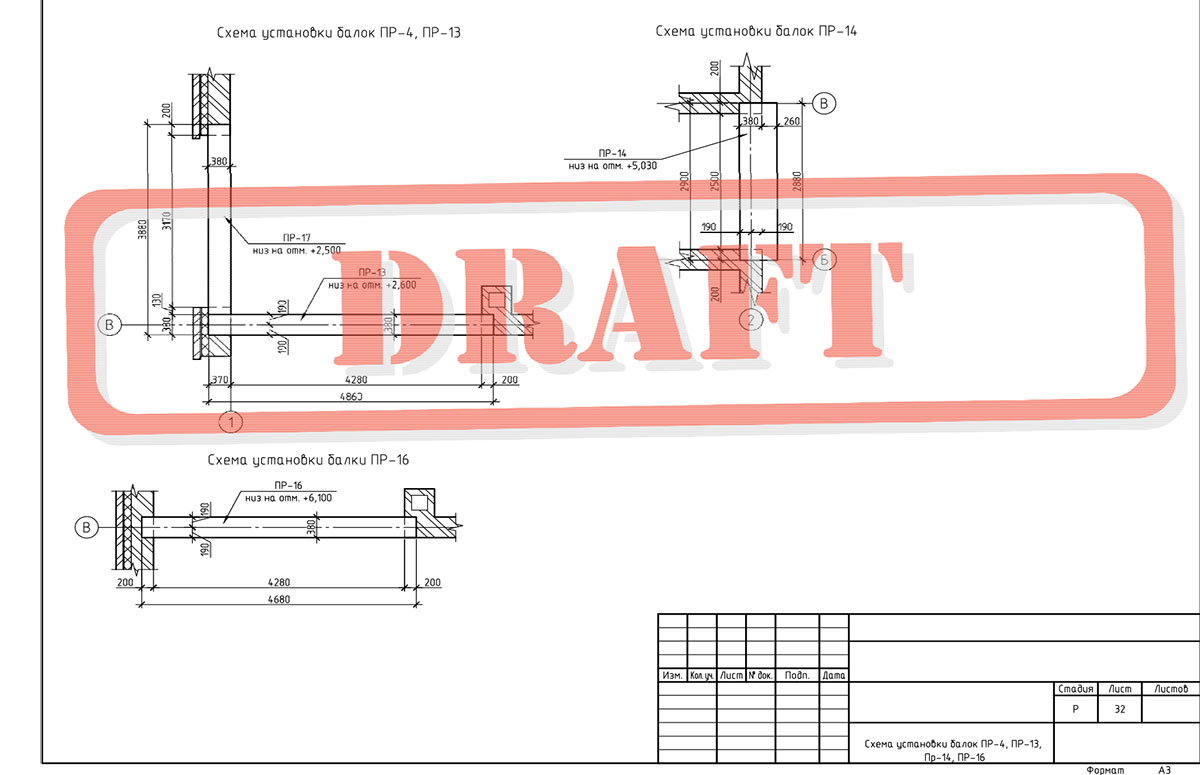 Схема установки балок ПР-4, ПР-13
200
380
3880
3170
ПР-17
низ на отм. +2,500
ПР-13
низ на отм. +2,600
130
380
190
190
380
В
370
4280
200
4860
1
Схема установки балок ПР-14
200
В
380
260
ПР-14
низ на отм. +5,030
2900
2500
2880
190
190
Б
200
2
DRAFT
Схема установки балки ПР-16
ПР-16
низ на отм. +6,100
В
190
190
380
200
4280
200
4680
Изм. Кол.уч. Лист № док. Подп. Дата
Стадия Лист Листов
Р 32
Схема установки балок ПР-4, ПР-13,
Пр-14, ПР-16
Формат А3